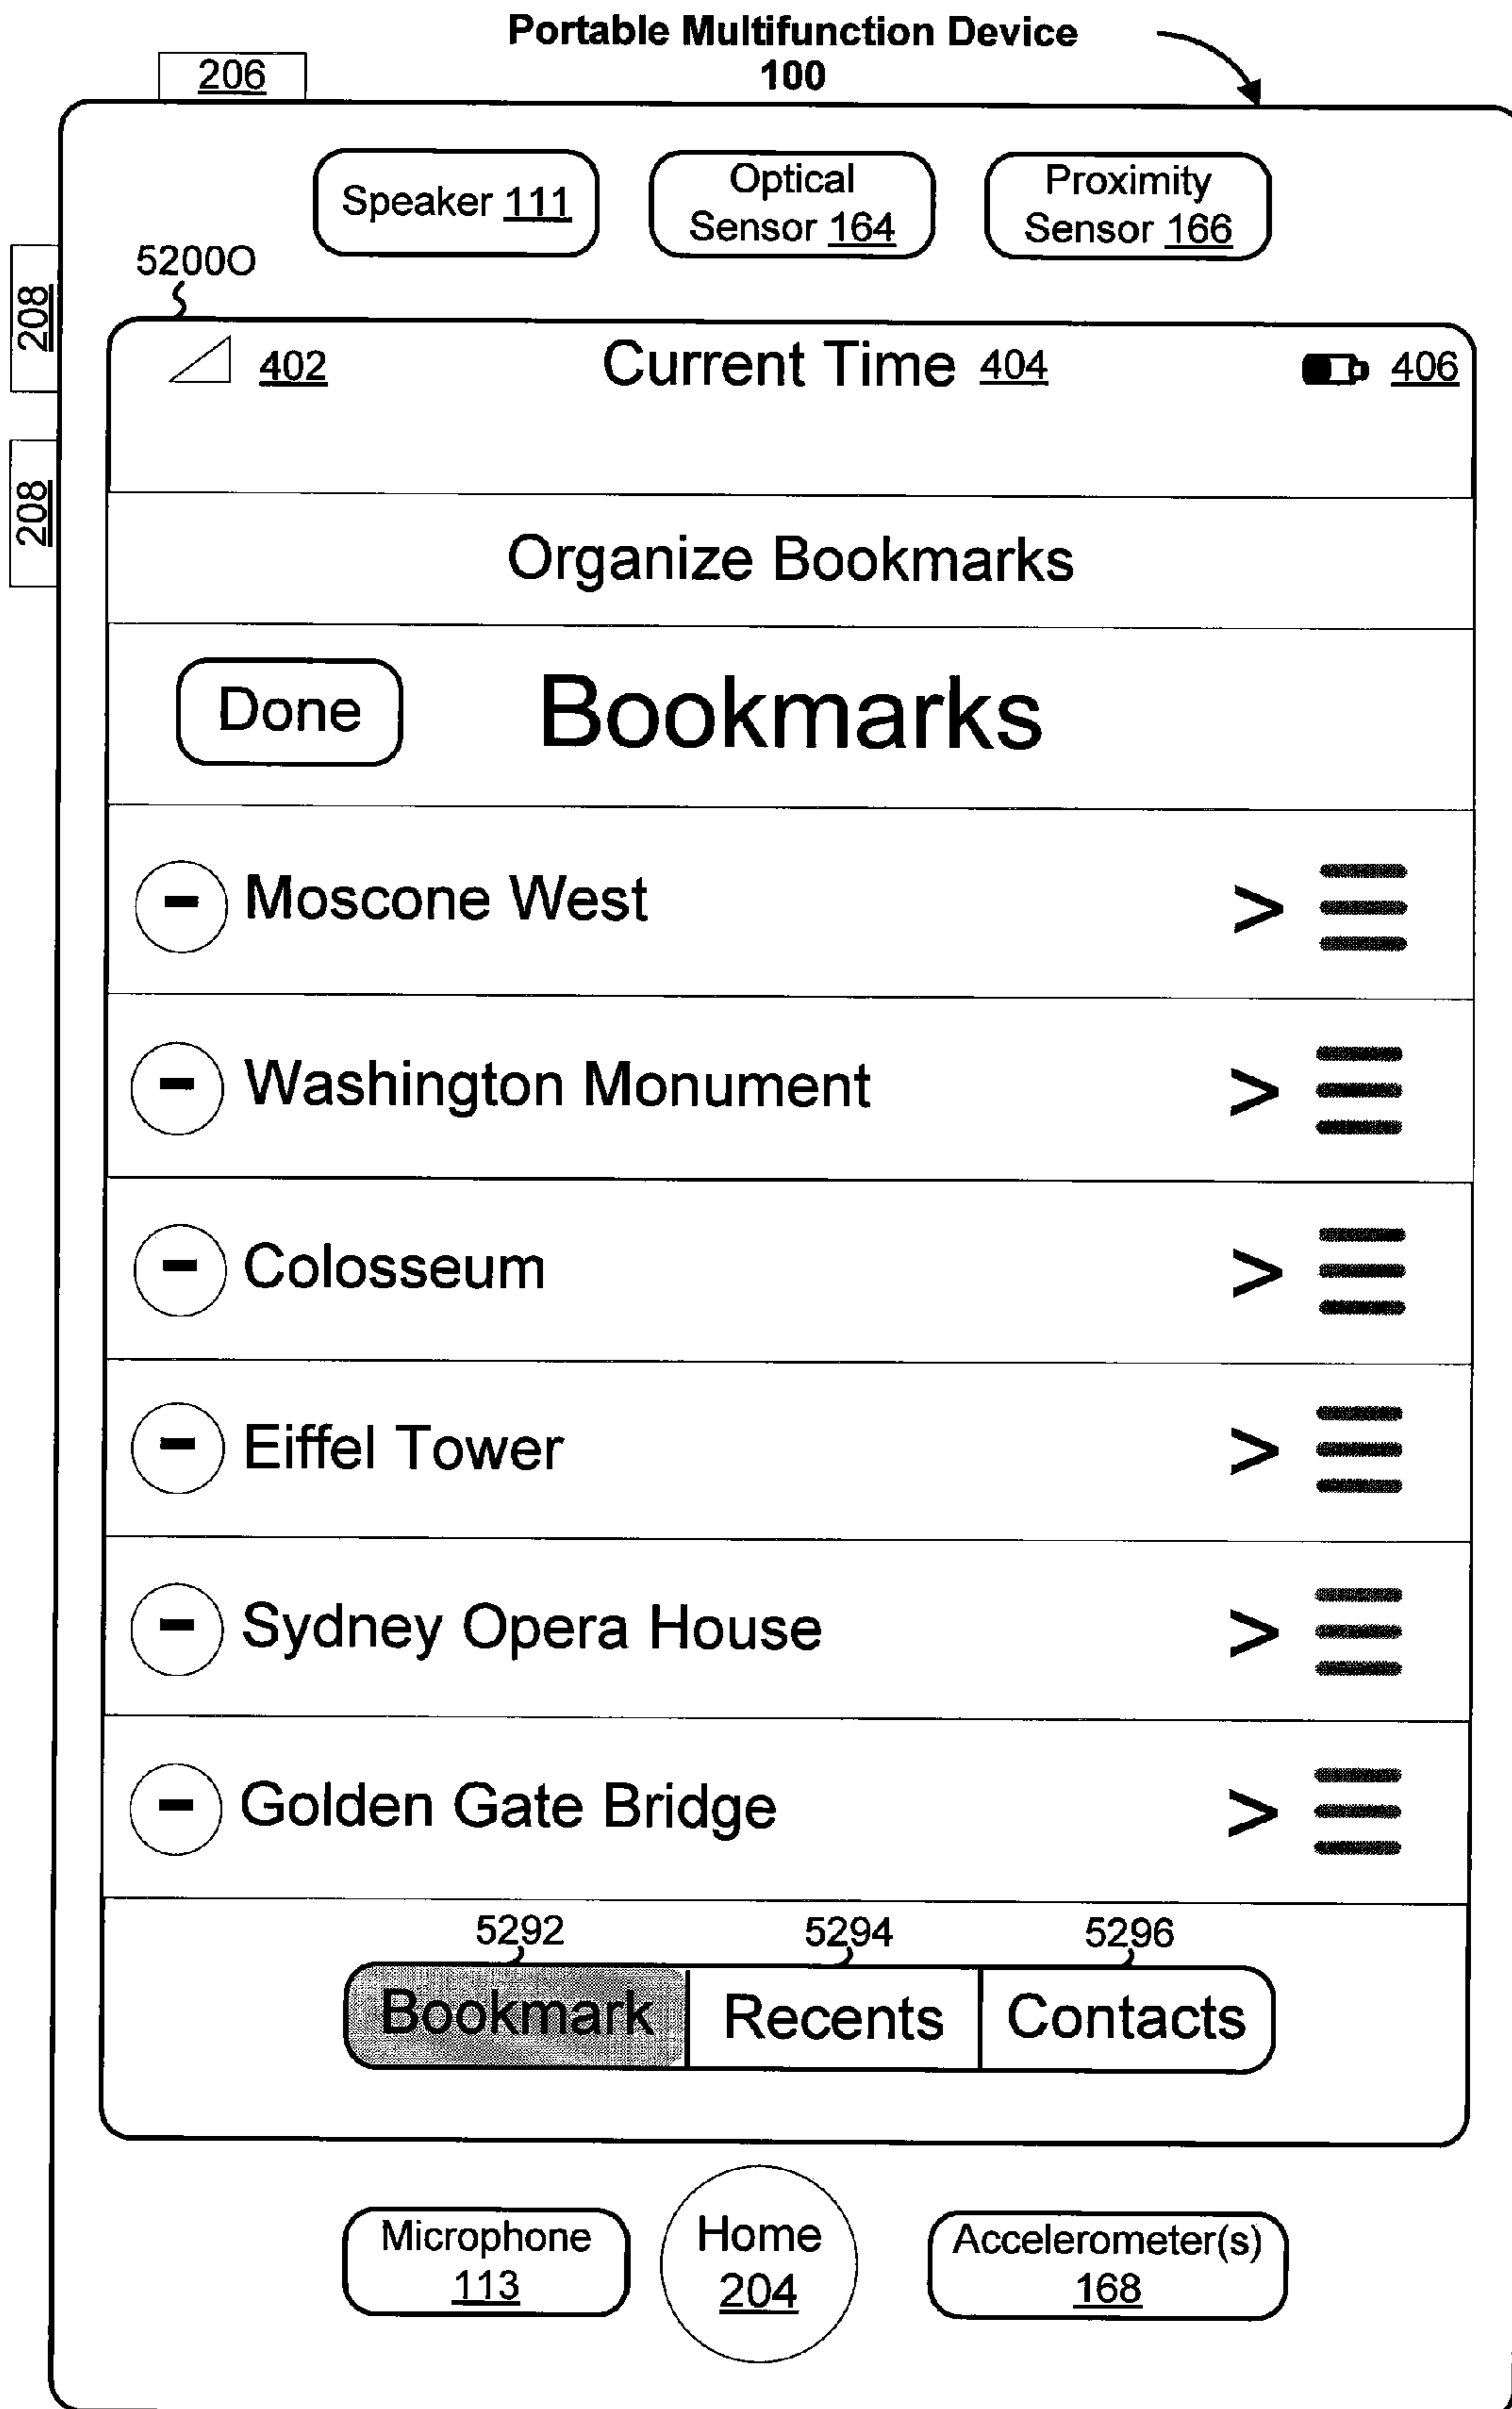 Portable Multifunction Device
100
206
Speaker 111
Optical
Sensor 164
Proximity
Sensor 166
5200O
208
402
Current Time 404
406
208
Organize Bookmarks
Done
Bookmarks
- Moscone West >
- Washington Monument >
- Colosseum >
- Eiffel Tower >
- Sydney Opera House >
- Golden Gate Bridge >
5292
5294
5296
Bookmark
Recents
Contacts
Microphone
113
Home
204
Accelerometer(s)
168